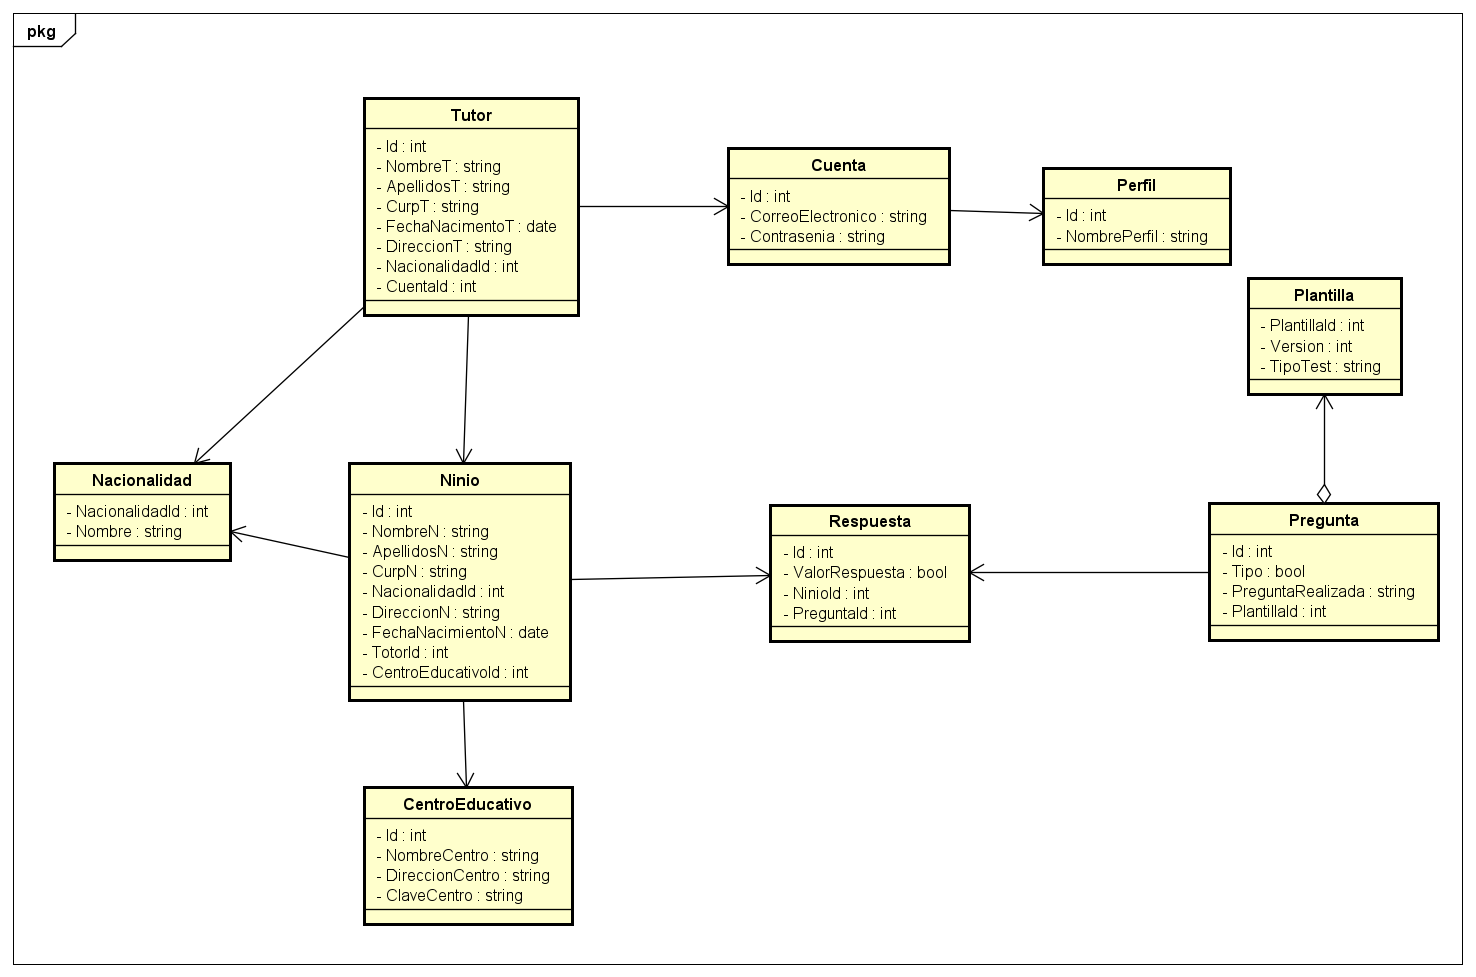 pkg
Tutor
- Id : int
- NombreT : string
- ApellidosT : string
- CurpT : string
- FechaNacimentoT : date
- DireccionT : string
- NacionalidadId : int
- CuentaId : int
Cuenta
- Id : int
- CorreoElectronico : string
- Contrasenia : string
Perfil
- Id : int
- NombrePerfil : string
Plantilla
- PlantillaId : int
- Version : int
- TipoTest : string
Nacionalidad
- NacionalidadId : int
- Nombre : string
Ninio
- Id : int
- NombreN : string
- ApellidosN : string
- CurpN : string
- NacionalidadId : int
- DireccionN : string
- FechaNacimientoN : date
- TotorId : int
- CentroEducativoId : int
Respuesta
- Id : int
- ValorRespuesta : bool
- NinioId : int
- PreguntaId : int
Pregunta
- Id : int
- Tipo : bool
- PreguntaRealizada : string
- PlantillaId : int
CentroEducativo
- Id : int
- NombreCentro : string
- DireccionCentro : string
- ClaveCentro : string